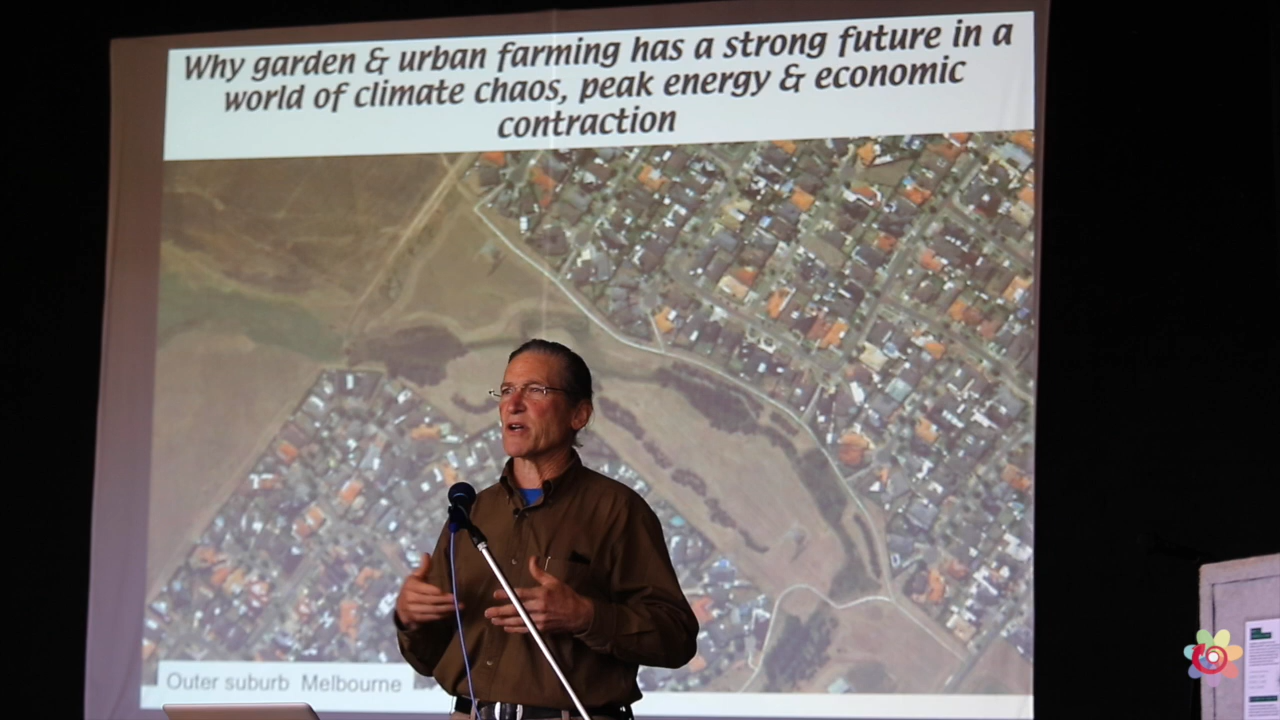 Why garden & urban farming has a strong future in a
world of climate chaos, peak energy & economic
contraction
Outer suburb Melbourne